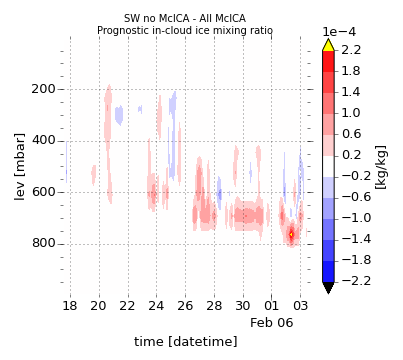 SW no McICA - All McICA
Prognostic in-cloud ice mixing ratio
1e−4
2.2
1.8
1.4
1.0
0.6
0.2
−0.2
−0.6
−1.0
−1.4
−1.8
−2.2
[kg/kg]
lev [mbar]
200
400
600
800
18 20 22 24 26 28 30 01 03
Feb 06
time [datetime]